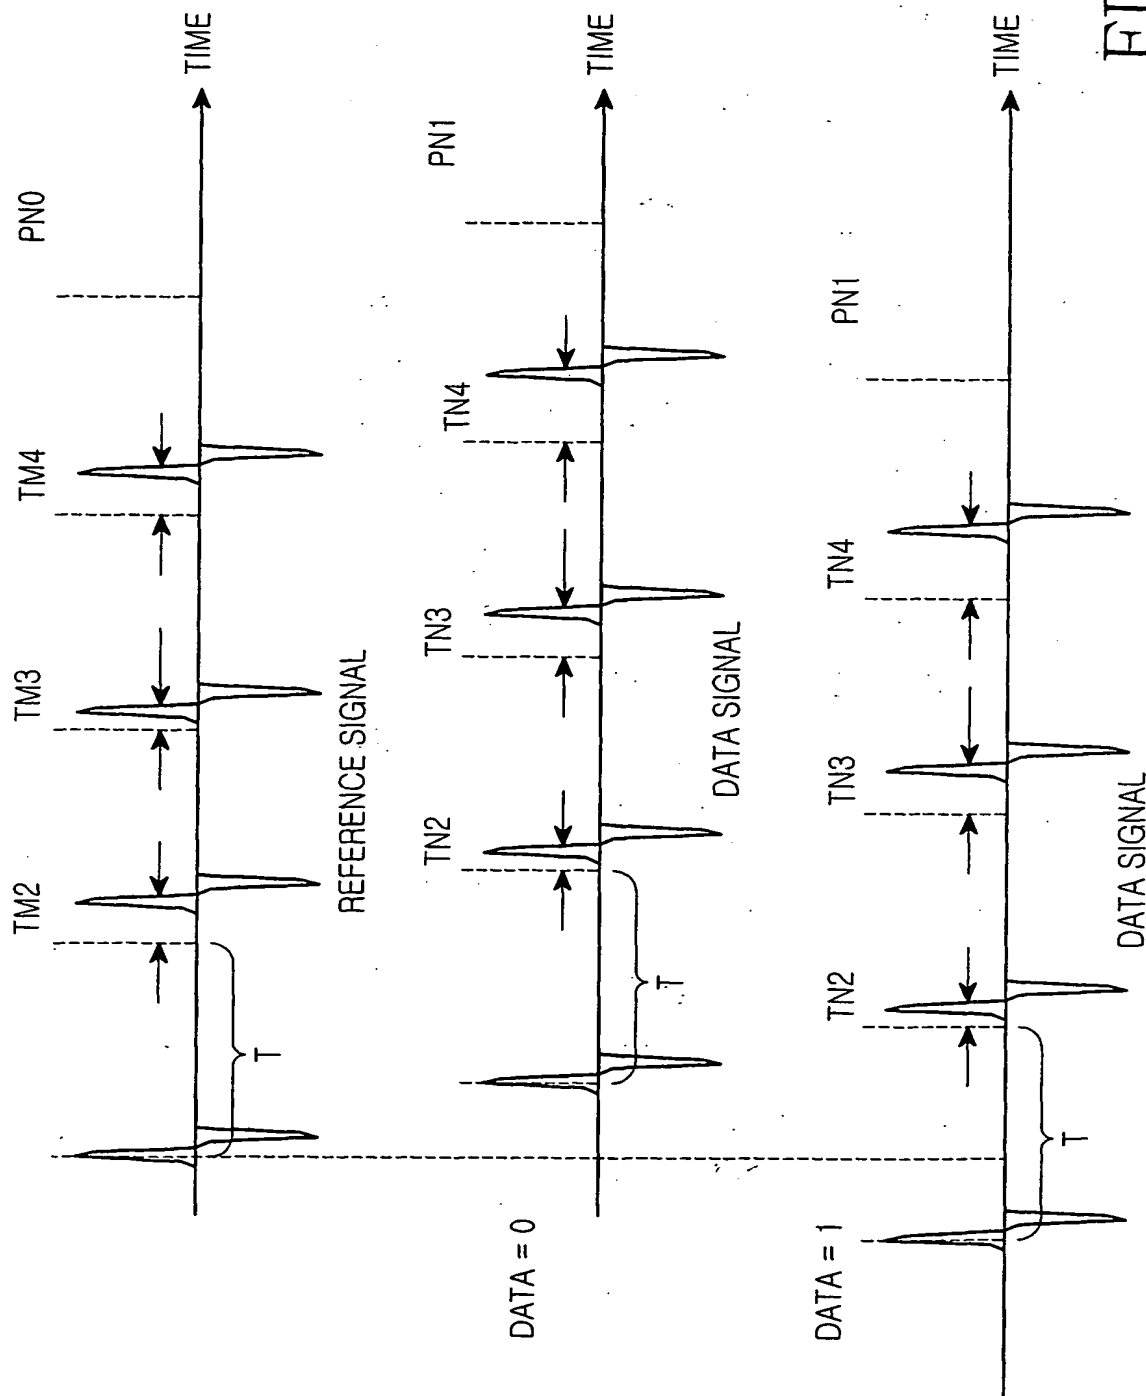 TM2 TM3 TM4 PN0
TIME
T
REFERENCE SIGNAL
TN2 TN3 TN4 PN1
DATA = 0
TIME
T
DATA SIGNAL
TN2 TN3 TN4 PN1
DATA = 1
TIME
T
DATA SIGNAL